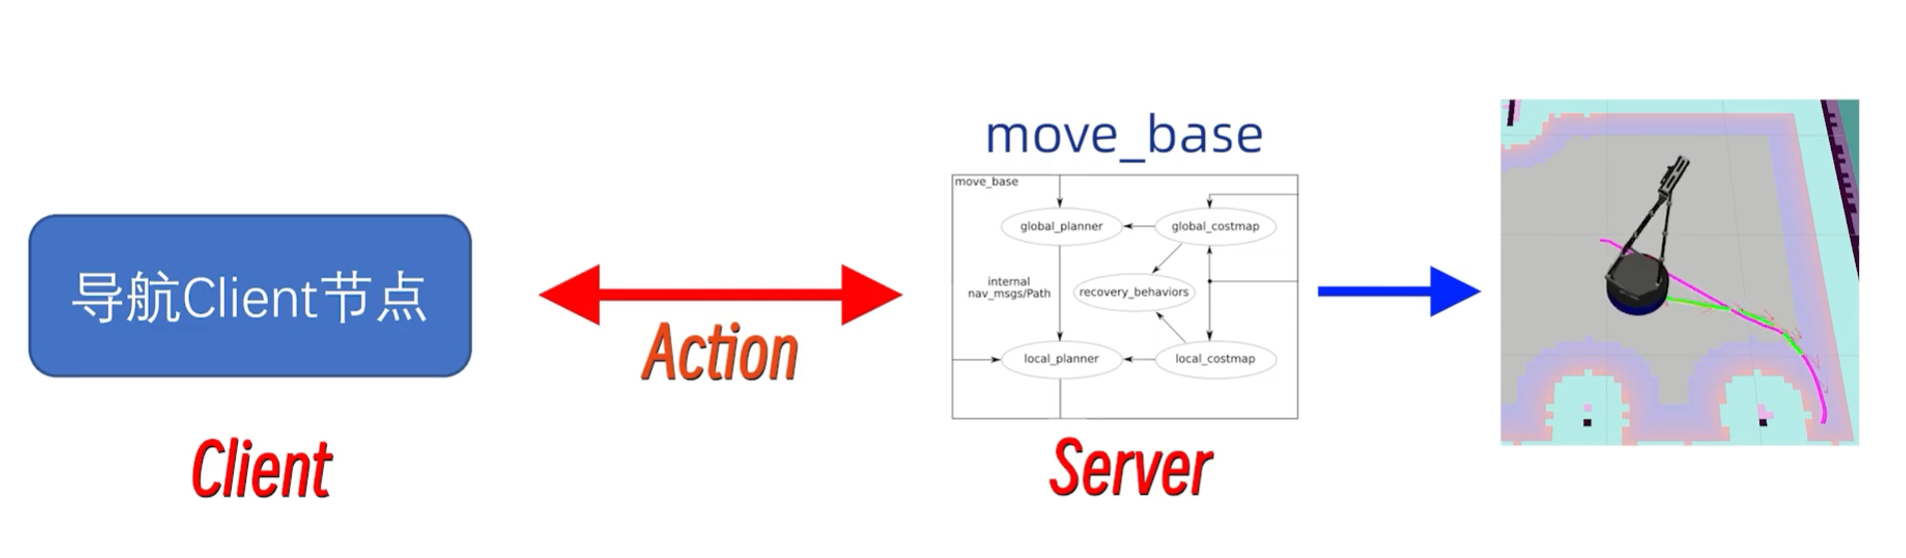 导航Client节点
Client
Action
move_base
move_base
global_planner
global_costmap
internal
nav_msgs/Path
recovery_behaviors
local_planner
local_costmap
Server